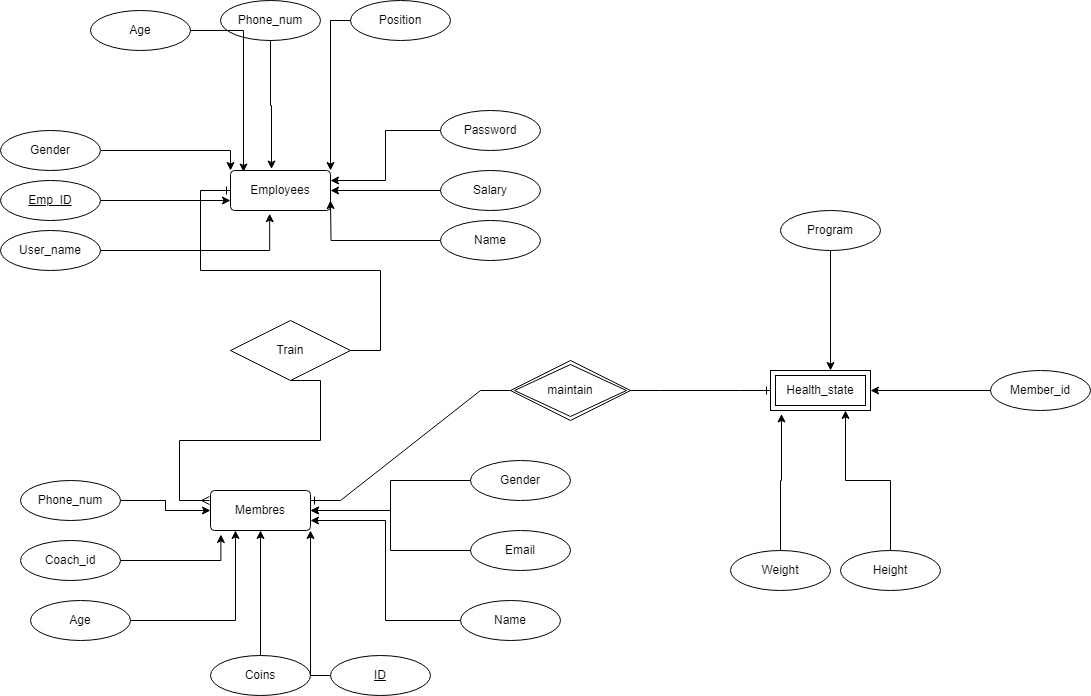 Phone_num
Position
Age
Password
Gender
Employees
Salary
Emp_ID
User_name
Name
Program
Train
maintain
Health_state
Member_id
Gender
Phone_num
Membres
Email
Coach_id
Weight
Height
Age
Name
Coins
ID